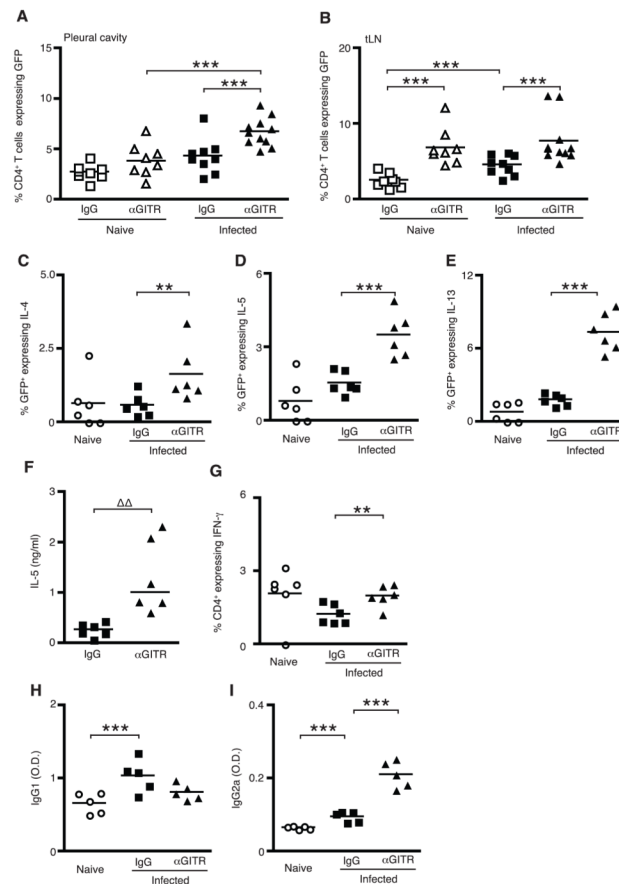 A
Pleural cavity
% CD4+ T cells expressing GFP
15
10
5
0
***
***
IgG αGITR IgG αGITR
Naive Infected
B
tLN
% CD4+ T cells expressing GFP
20
10
0
***
***
***
IgG αGITR IgG αGITR
Naive Infected
C
% GFP+ expressing IL-4
5.0
2.5
0
**
Naive IgG αGITR
Infected
D
% GFP+ expressing IL-5
6
3
0
***
Naive IgG αGITR
Infected
E
% GFP+ expressing IL-13
12
6
0
***
Naive IgG αGITR
Infected
F
IL-5 (ng/ml)
3
2
1
0
ΔΔ
IgG αGITR
G
% CD4+ expressing IFN-γ
6
3
0
**
Naive IgG αGITR
Infected
H
IgG1 (O.D.)
2
1
0
***
Naive IgG αGITR
Infected
I
IgG2a (O.D.)
0.4
0.2
0
***
***
Naive IgG αGITR
Infected